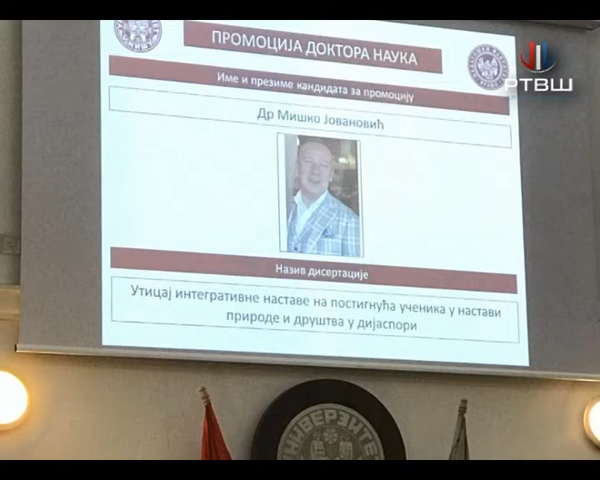 ПРОМОЦИЈА ДОКТОРА НАУКА
РТВШ
Име и презиме кандидата за промоцију
Др Мишко Јовановић
Назив дисертације
Утицај интегративне наставе на постигнућа ученика у настави
природе и друштва у дијаспори
УНИВЕРЗИТЕТ